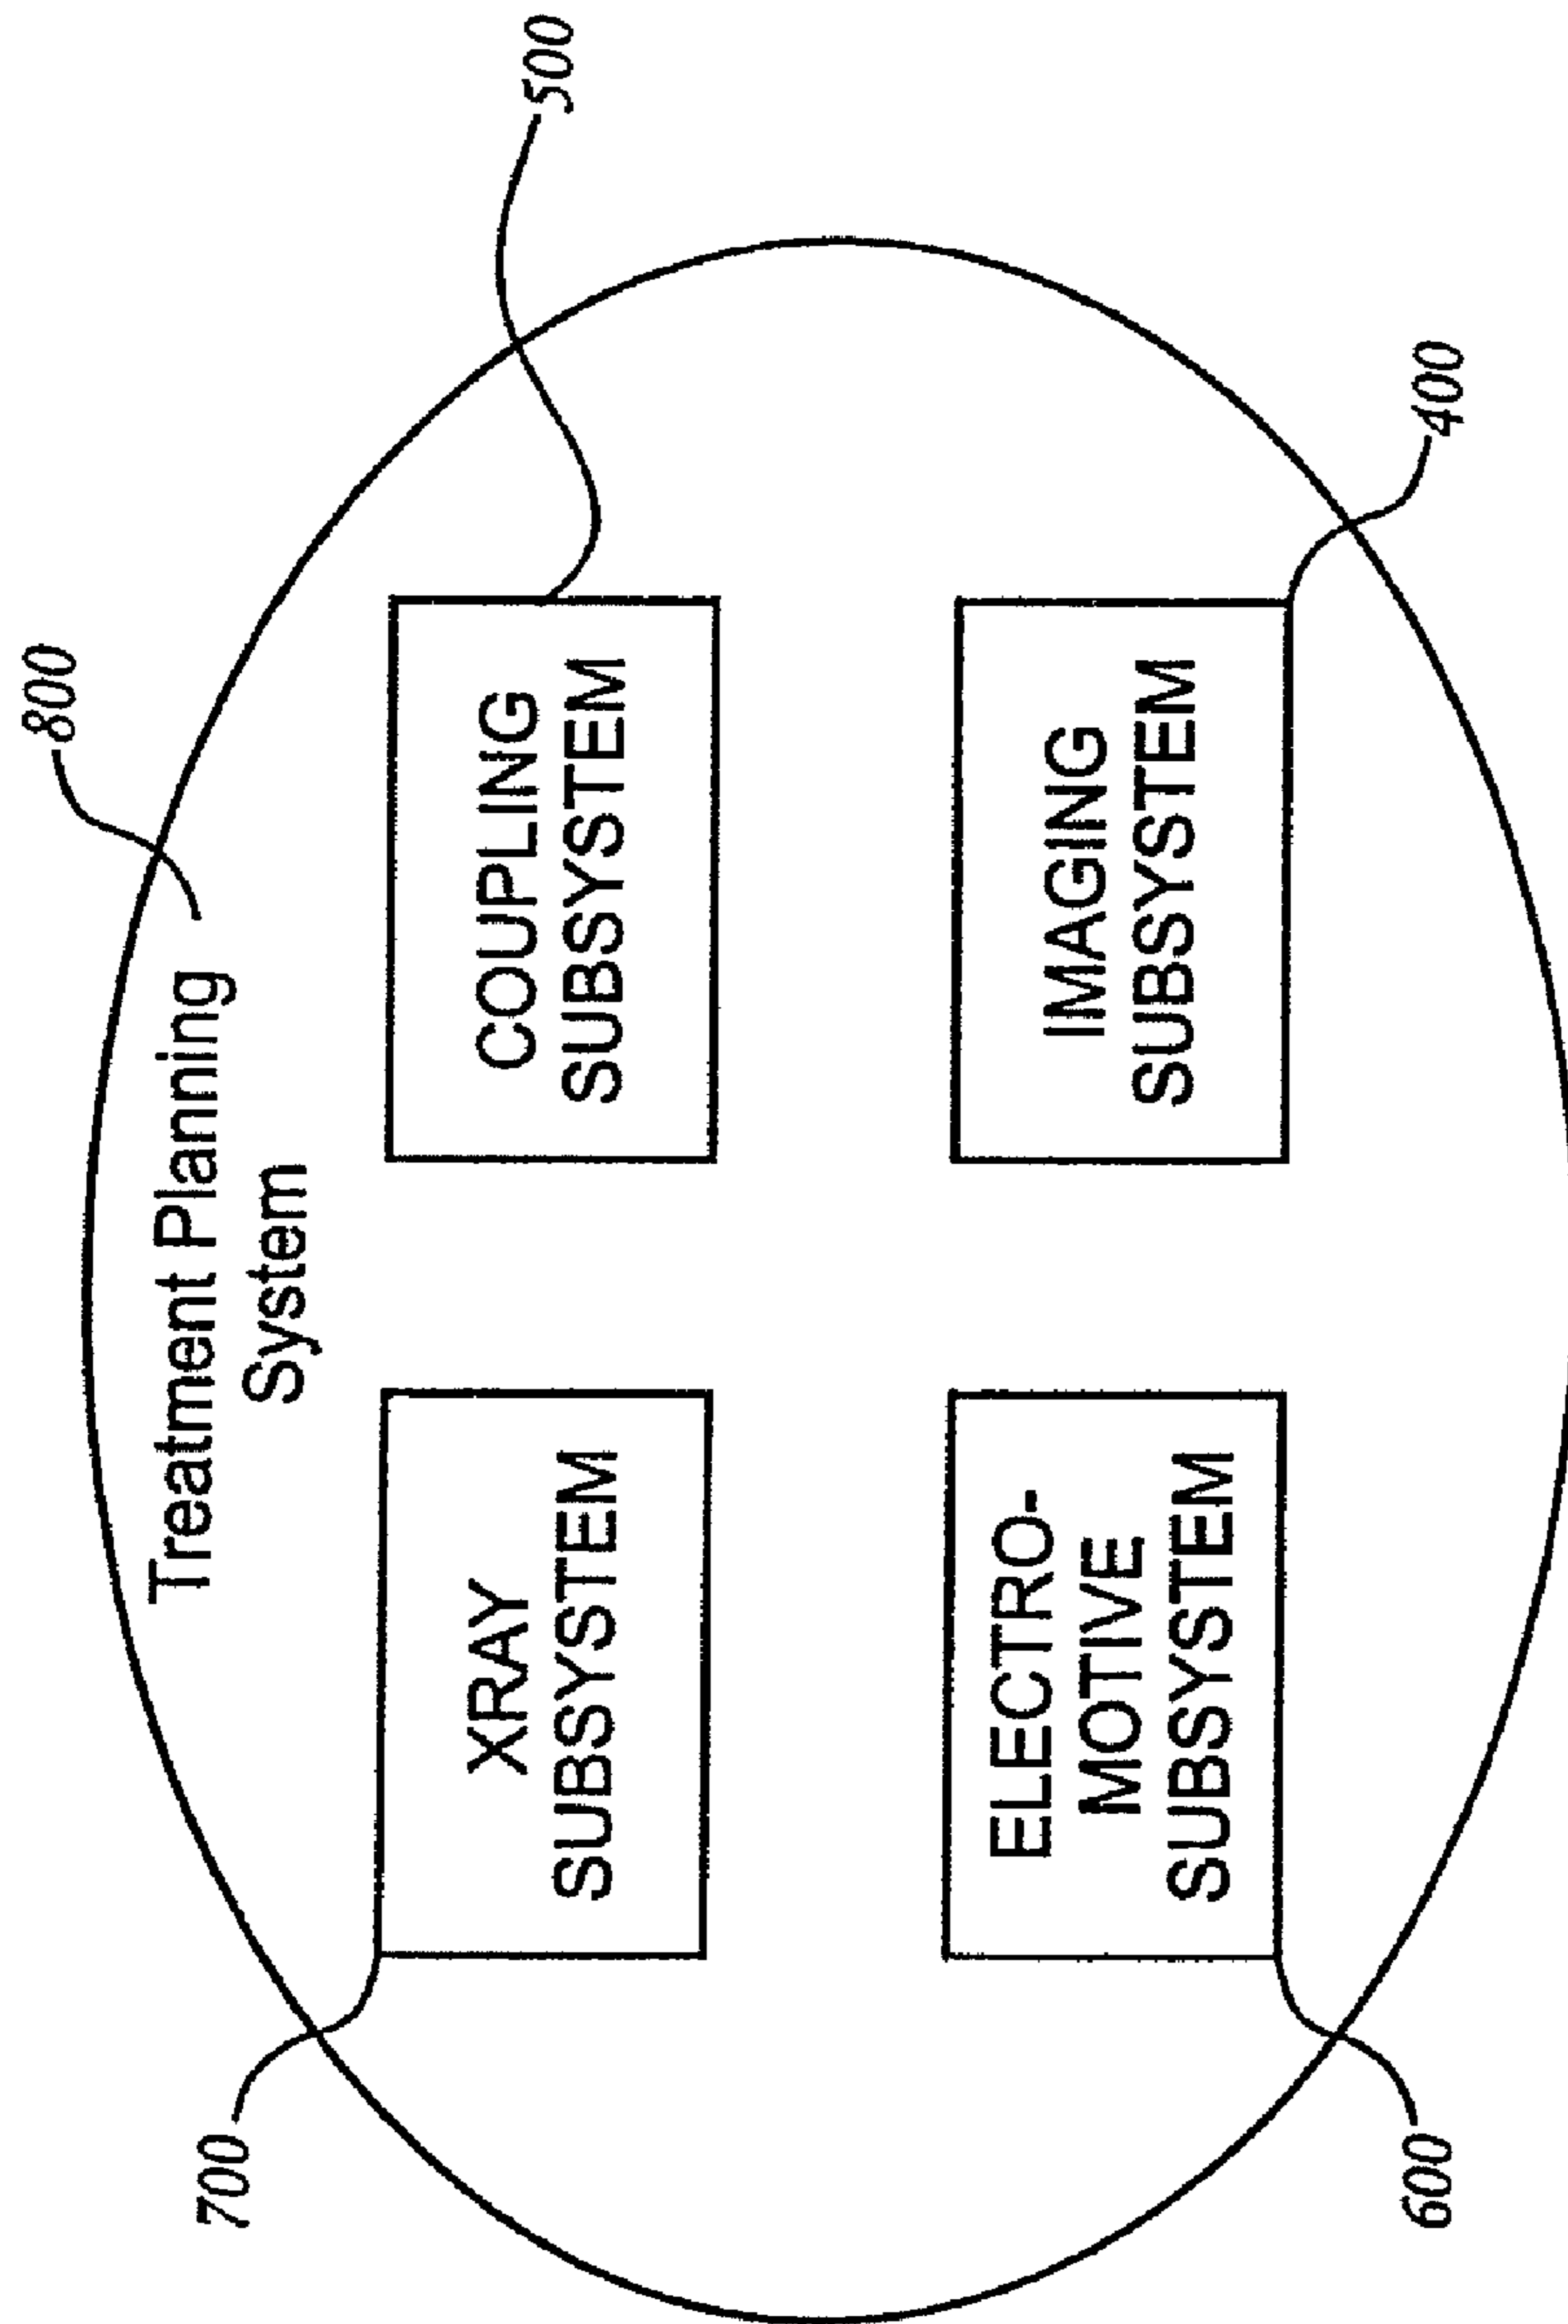 800
Treatment Planning
System
500
700
XRAY
SUBSYSTEM
COUPLING
SUBSYSTEM
ELECTRO-
MOTIVE
SUBSYSTEM
IMAGING
SUBSYSTEM
600
400